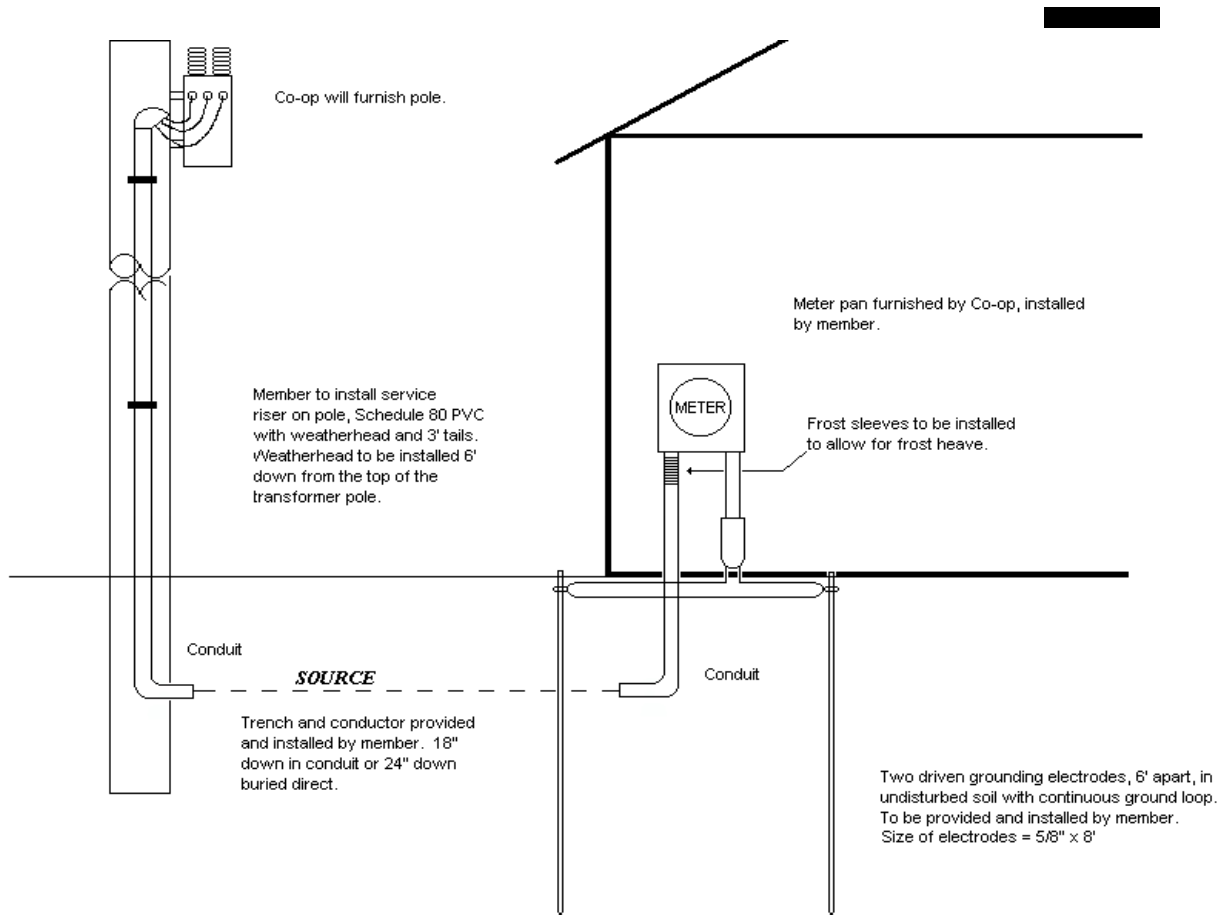 Co-op will furnish pole.
Meter pan furnished by Co-op, installed
by member.
Member to install service
riser on pole, Schedule 80 PVC
with weatherhead and 3' tails.
Weatherhead to be installed 6'
down from the top of the
transformer pole.
METER
Frost sleeves to be installed
to allow for frost heave.
Conduit
SOURCE
Conduit
Trench and conductor provided
and installed by member. 18"
down in conduit or 24" down
buried direct.
Two driven grounding electrodes, 6' apart, in
undisturbed soil with continuous ground loop.
To be provided and installed by member.
Size of electrodes = 5/8" x 8'